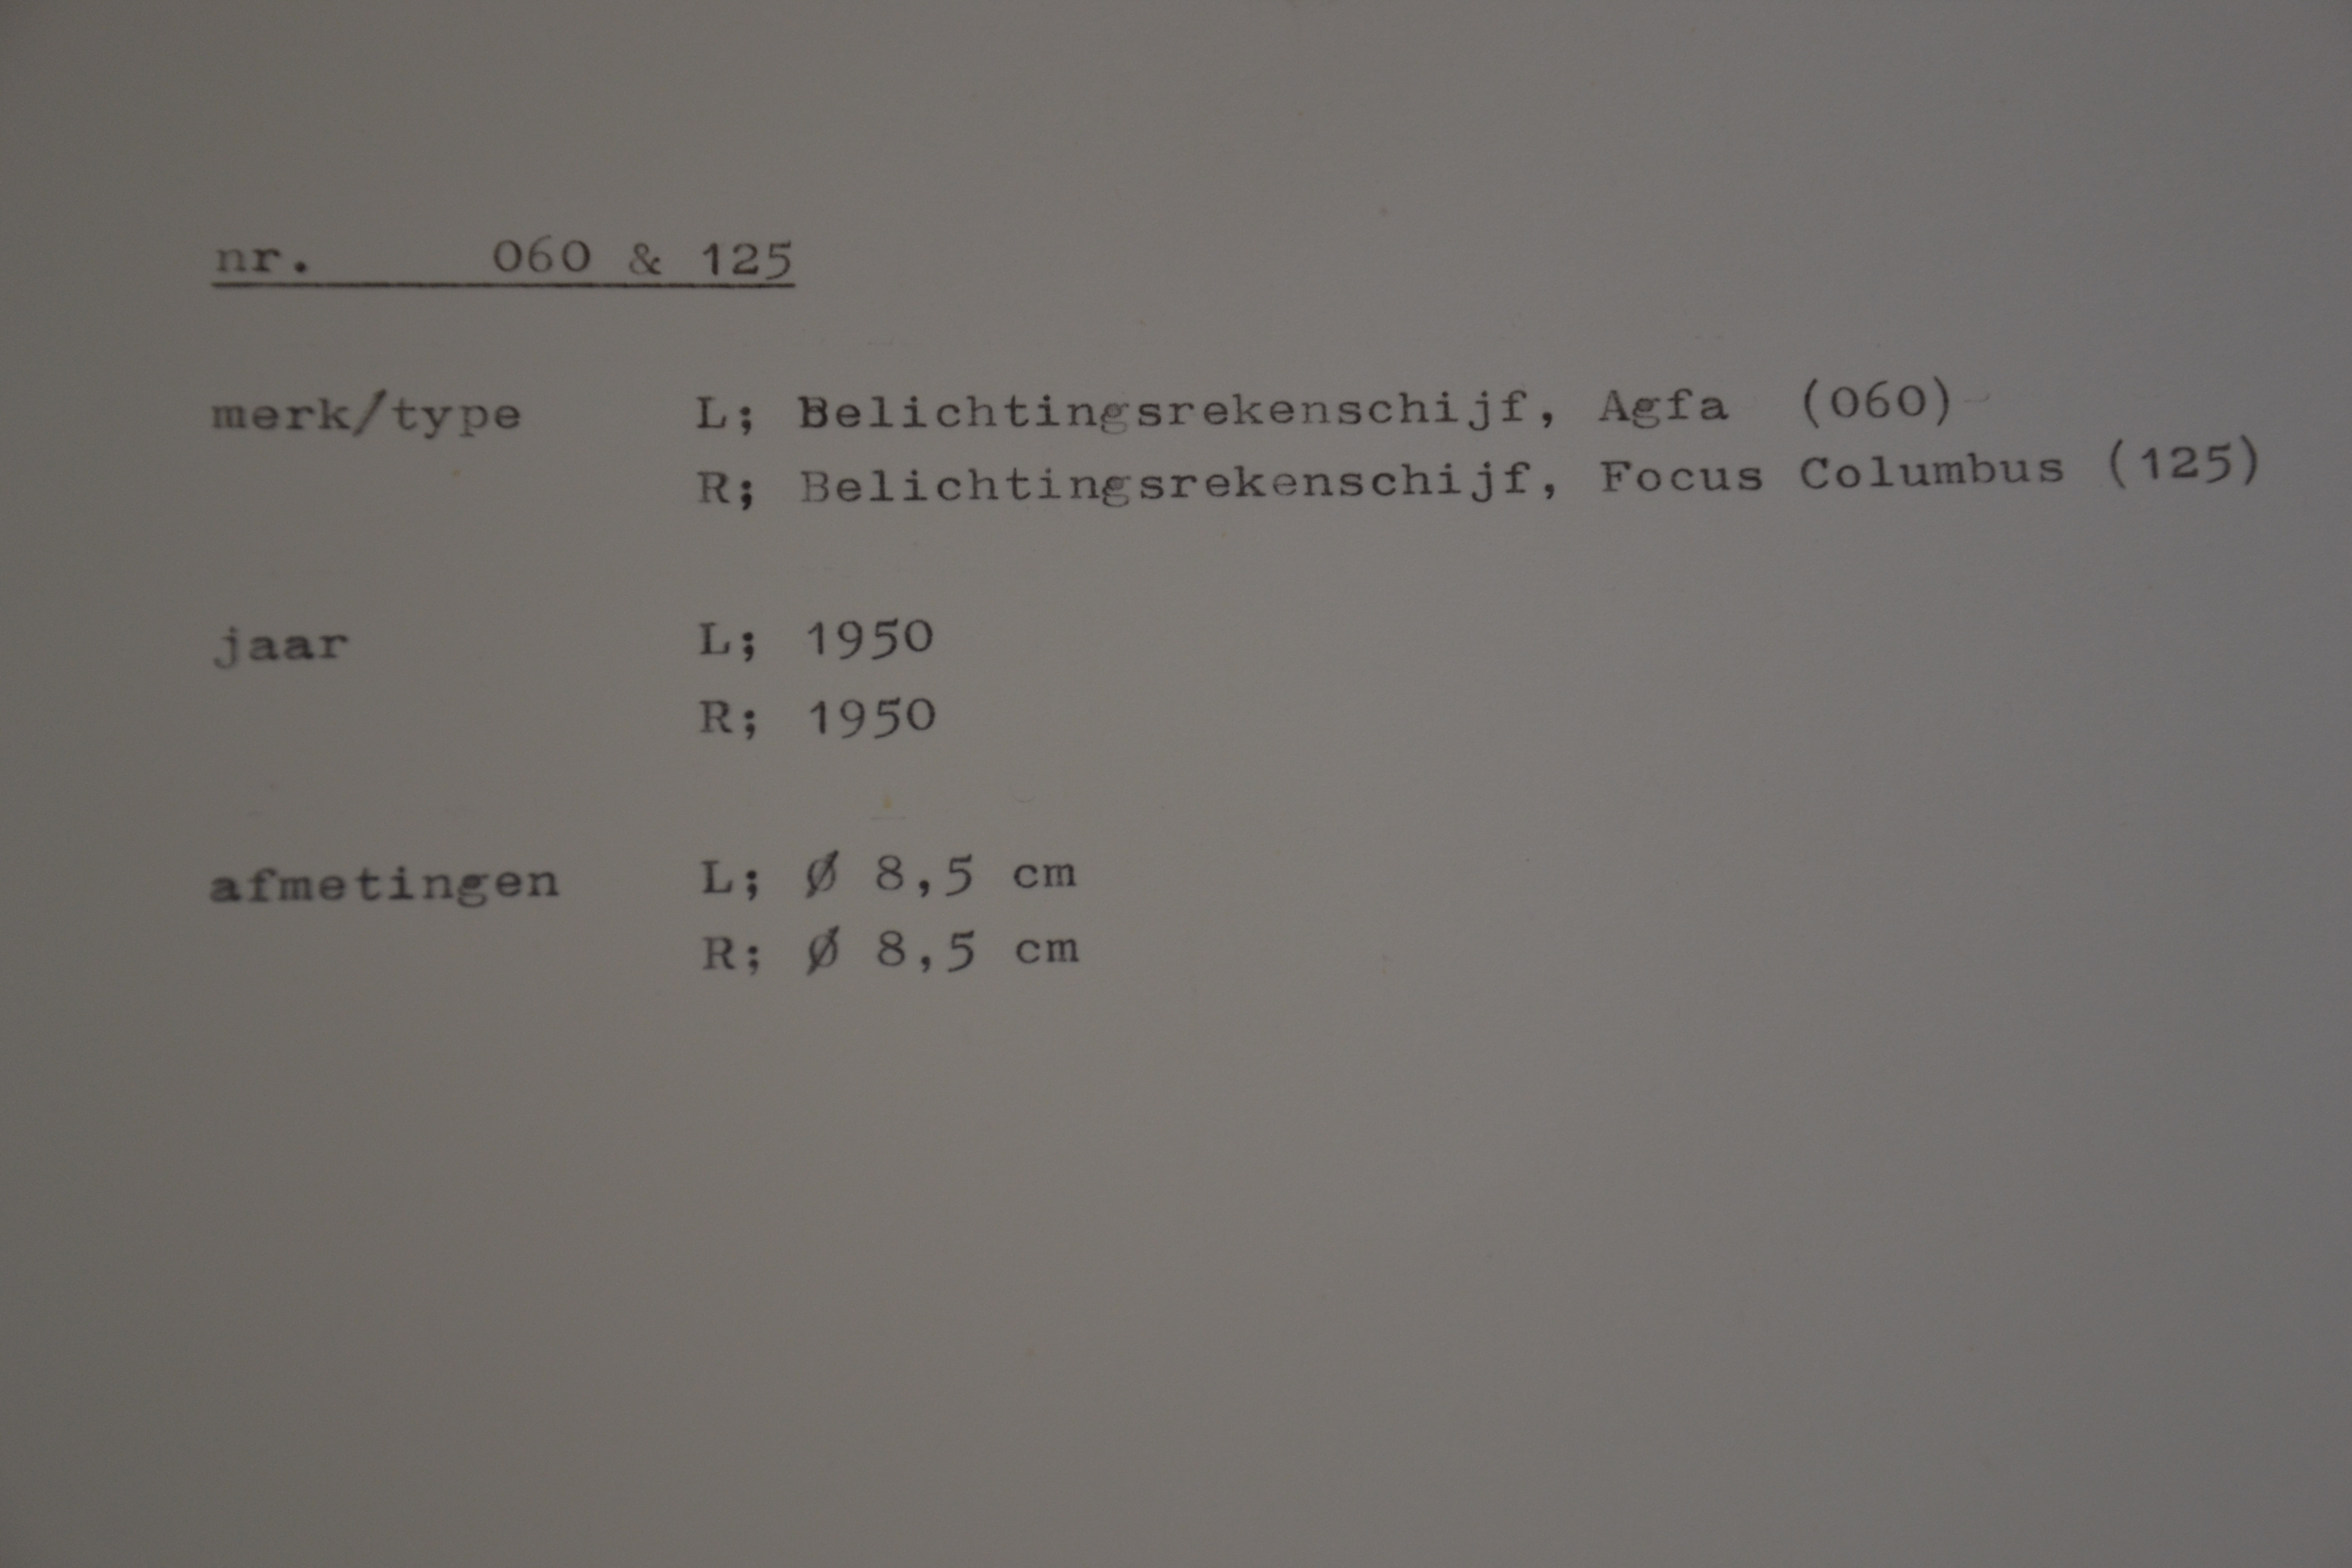 nr. 060 & 125
merk/type L; Belichtingsrekenschijf, Agfa (060)
R; Belichtingsrekenschijf, Focus Columbus (125)
jaar L; 1950
R; 1950
afmetingen L; Ø 8,5 cm
R; Ø 8,5 cm